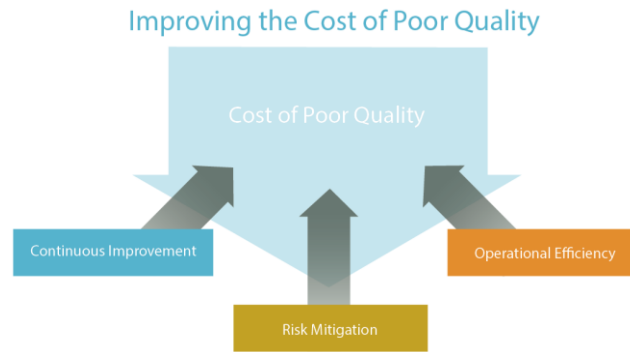 Improving the Cost of Poor Quality
Cost of Poor Quality
Continuous Improvement
Operational Efficiency
Risk Mitigation